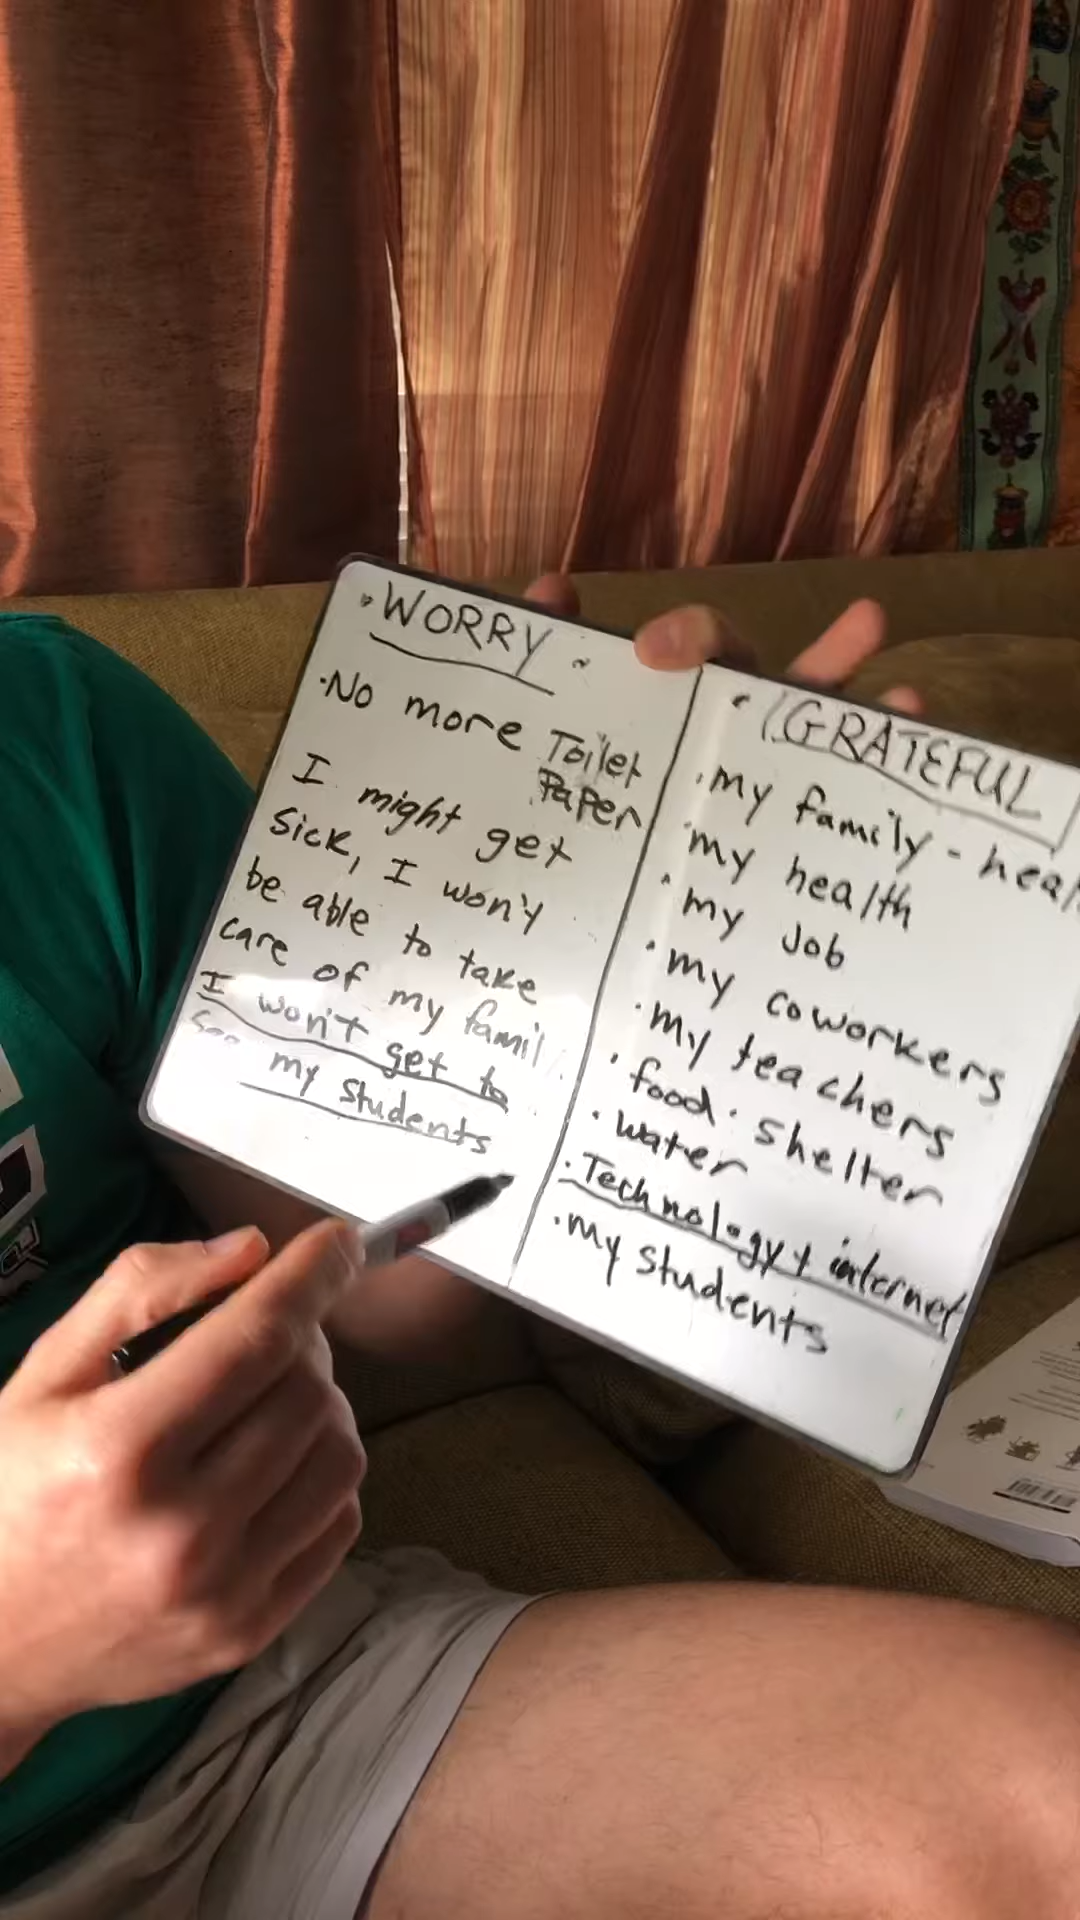 WORRY
No more Toilet
Paper
I might get
Sick, I won'y
be able to take
care of my famil
I won't get to
See my students
GRATEFUL
my family - heal
my health
my Job
my coworkers
my teachers
food shelter
water
Technology + internet
my students